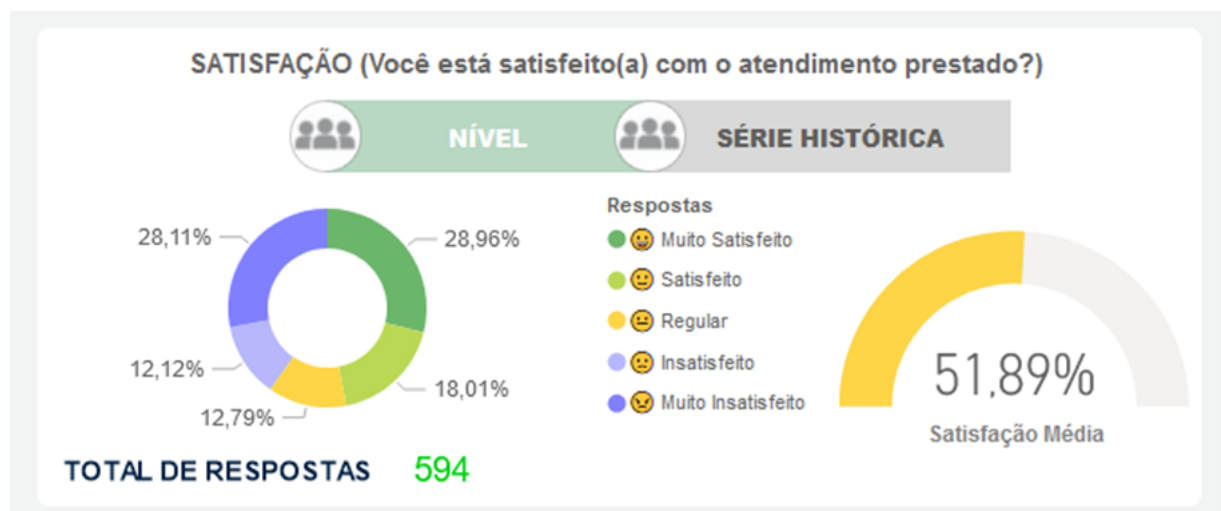 SATISFAÇÃO (Você está satisfeito(a) com o atendimento prestado?)
NÍVEL
SÉRIE HISTÓRICA
28,11%
28,96%
12,12%
18,01%
12,79%
Respostas
Muito Satisfeito
Satisfeito
Regular
Insatisfeito
Muito Insatisfeito
51,89%
Satisfação Média
TOTAL DE RESPOSTAS 594